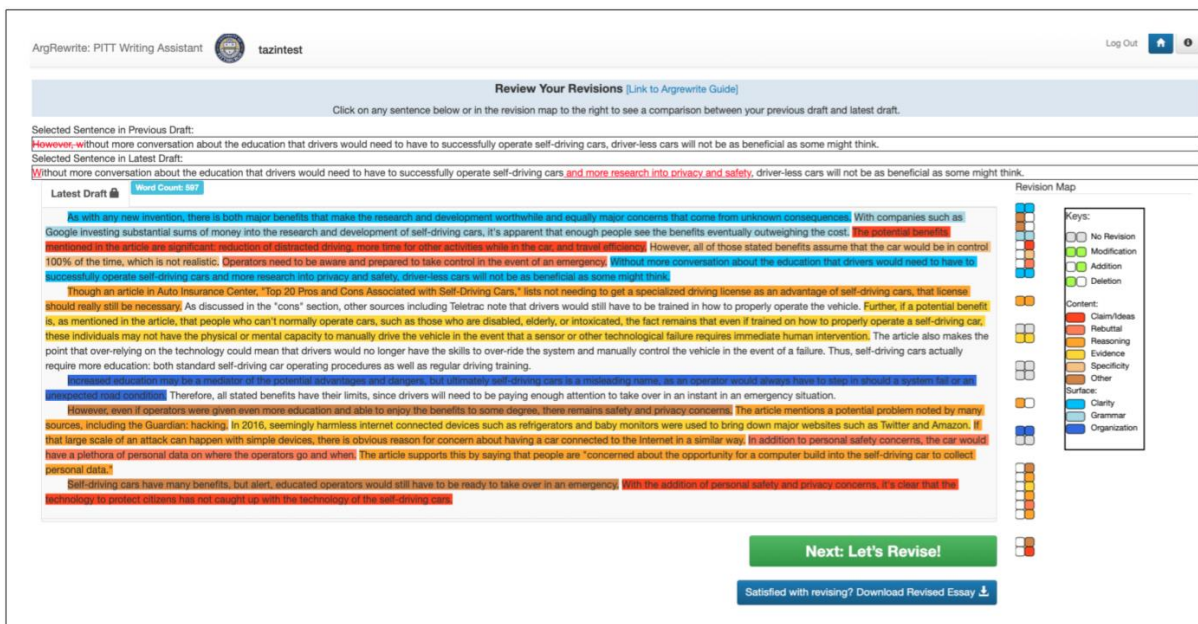 ArgRewrite: PITT Writing Assistant tazintest Log Out
Review Your Revisions [Link to Argrewrite Guide]
Click on any sentence below or in the revision map to the right to see a comparison between your previous draft and latest draft.
Selected Sentence in Previous Draft:
However, without more conversation about the education that drivers would need to have to successfully operate self-driving cars, driver-less cars will not be as beneficial as some might think.
Selected Sentence in Latest Draft:
Without more conversation about the education that drivers would need to have to successfully operate self-driving cars and more research into privacy and safety, driver-less cars will not be as beneficial as some might think.
Latest Draft Word Count: 597
As with any new invention, there is both major benefits that make the research and development worthwhile and equally major concerns that come from unknown consequences. With companies such as
Google investing substantial sums of money into the research and development of self-driving cars, it's apparent that enough people see the benefits eventually outweighing the cost. The potential benefits
mentioned in the article are significant: reduction of distracted driving, more time for other activities while in the car, and travel efficiency. However, all of those stated benefits assume that the car would be in control
100% of the time, which is not realistic. Operators need to be aware and prepared to take control in the event of an emergency. Without more conversation about the education that drivers would need to have to
successfully operate self-driving cars and more research into privacy and safety, driver-less cars will not be as beneficial as some might think.
Though an article in Auto Insurance Center, "Top 20 Pros and Cons Associated with Self-Driving Cars," lists not needing to get a specialized driving license as an advantage of self-driving cars, that license
should really still be necessary. As discussed in the "cons" section, other sources including Teletrac note that drivers would still have to be trained in how to properly operate the vehicle. Further, if a potential benefit
is, as mentioned in the article, that people who can't normally operate cars, such as those who are disabled, elderly, or intoxicated, the fact remains that even if trained on how to properly operate a self-driving car,
these individuals may not have the physical or mental capacity to manually drive the vehicle in the event that a sensor or other technological failure requires immediate human intervention. The article also makes the
point that over-relying on the technology could mean that drivers would no longer have the skills to over-ride the system and manually control the vehicle in the event of a failure. Thus, self-driving cars actually
require more education: both standard self-driving car operating procedures as well as regular driving training.
Increased education may be a mediator of the potential advantages and dangers, but ultimately self-driving cars is a misleading name, as an operator would always have to step in should a system fail or an
unexpected road condition. Therefore, all stated benefits have their limits, since drivers will need to be paying enough attention to take over in an instant in an emergency situation.
However, even if operators were given even more education and able to enjoy the benefits to some degree, there remains safety and privacy concerns. The article mentions a potential problem noted by many
sources, including the Guardian: hacking. In 2016, seemingly harmless internet connected devices such as refrigerators and baby monitors were used to bring down major websites such as Twitter and Amazon. If
that large scale of an attack can happen with simple devices, there is obvious reason for concern about having a car connected to the Internet in a similar way. In addition to personal safety concerns, the car would
have a plethora of personal data on where the operators go and when. The article supports this by saying that people are "concerned about the opportunity for a computer build into the self-driving car to collect
personal data."
Self-driving cars have many benefits, but alert, educated operators would still have to be ready to take over in an emergency. With the addition of personal safety and privacy concerns, it's clear that the
technology to protect citizens has not caught up with the technology of the self-driving cars.
Revision Map
Keys:
No Revision
Modification
Addition
Deletion
Content:
Claim/Ideas
Rebuttal
Reasoning
Evidence
Specificity
Other
Surface:
Clarity
Grammar
Organization
Next: Let's Revise!
Satisfied with revising? Download Revised Essay